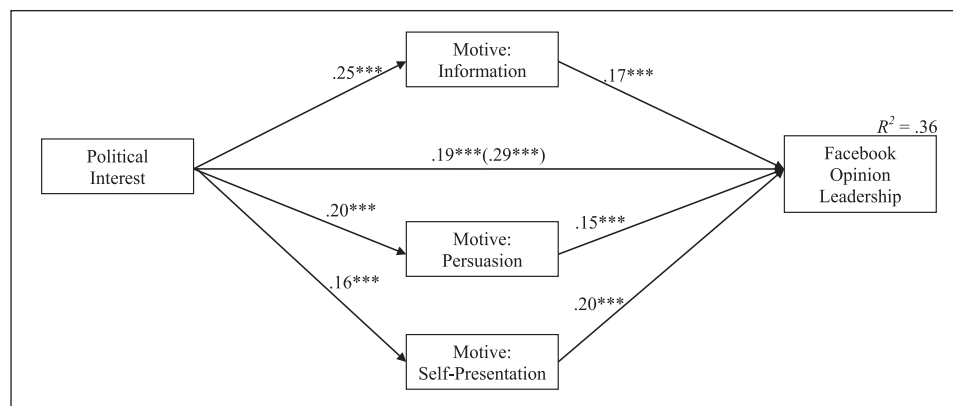 Motive:
Information
.25***
.17***
R² = .36
Political
Interest
.19***(.29***)
Facebook
Opinion
Leadership
.20***
Motive:
Persuasion
.15***
.16***
.20***
Motive:
Self-Presentation